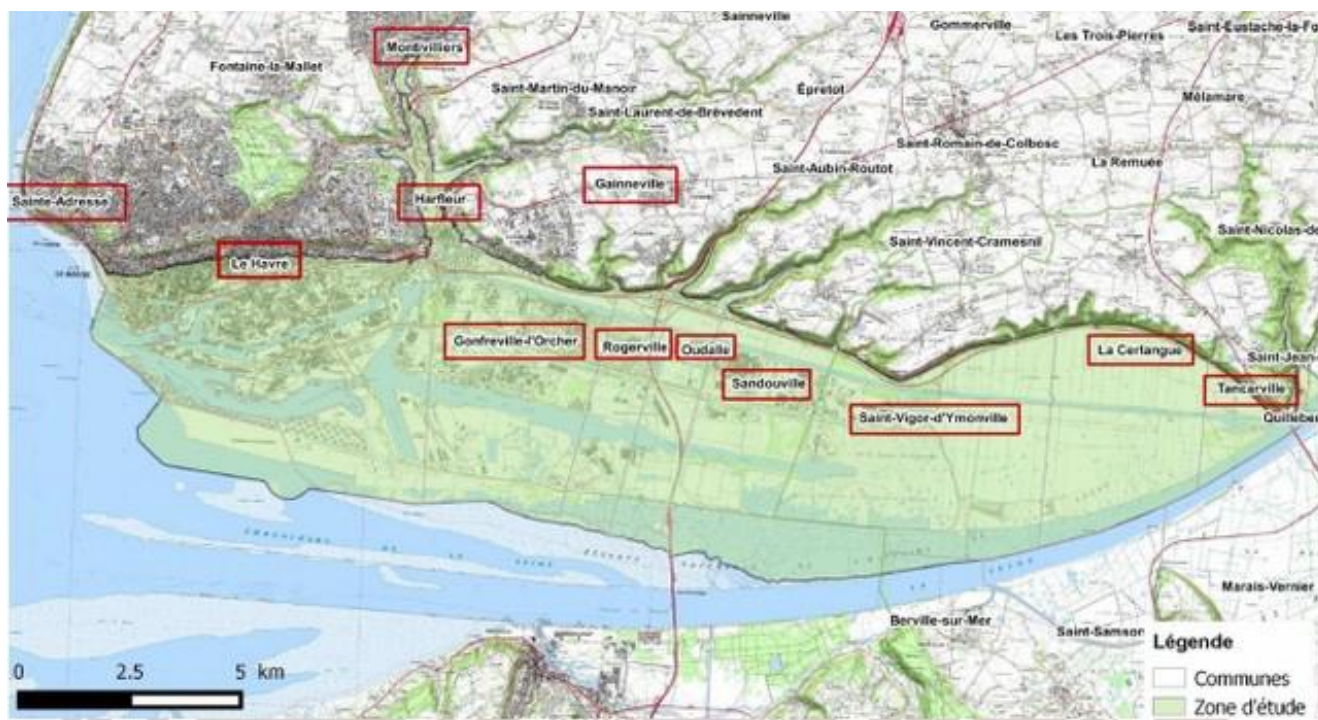 Sainneville
Gommerville
Saint-Eustache-la-Fo
Les Trois-Pierres
Montivilliers
Fontaine-la-Mallet
Saint-Martin-du-Manoir
Épretot
Mélamare
Saint-Laurent-de-Brévedent
Saint-Romain-de-Colbosc
La Remuée
Saint-Aubin-Routot
Gainneville
Sainte-Adresse
Harfleur
Saint-Nicolas-de
Saint-Vincent-Cramesnil
Le Havre
Gonfreville-l'Orcher
Rogerville
Oudalle
La Cerlangue
Saint-Jean-
Sandouville
Tancarville
Saint-Vigor-d'Ymonville
Quillebeu
Marais-Vernier
Berville-sur-Mer
Saint-Samson
Légende
Communes
Zone d'étude
0 2.5 5 km